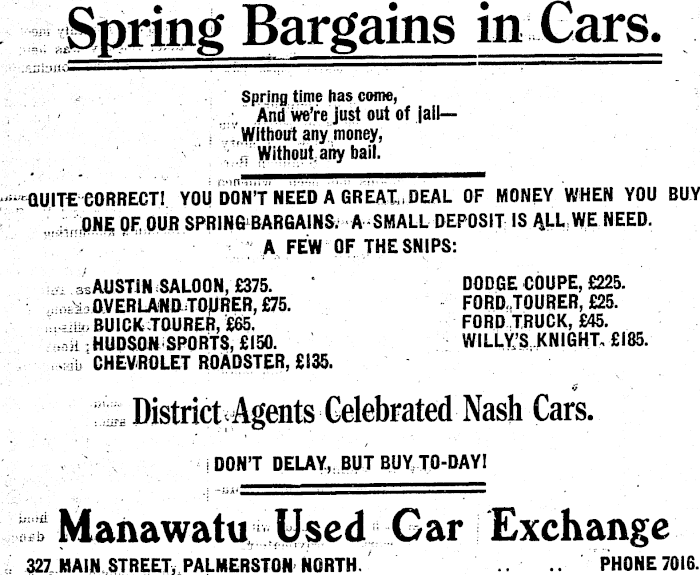 Spring Bargains in Cars.
Spring time has come,
And we're just out of jail—
Without any money,
Without any bail.
QUITE CORRECT! YOU DON'T NEED A GREAT DEAL OF MONEY WHEN YOU BUY
ONE OF OUR SPRING BARGAINS. A SMALL DEPOSIT IS ALL WE NEED.
A FEW OF THE SNIPS:
AUSTIN SALOON, £375.
OVERLAND TOURER, £75.
BUICK TOURER, £65.
HUDSON SPORTS, £150.
CHEVROLET ROADSTER, £135.
DODGE COUPE, £225.
FORD TOURER, £25.
FORD TRUCK, £45.
WILLY'S KNIGHT, £185.
District Agents Celebrated Nash Cars.
DON'T DELAY, BUT BUY TO-DAY!
Manawatu Used Car Exchange
327 MAIN STREET, PALMERSTON NORTH. .. .. PHONE 7016.